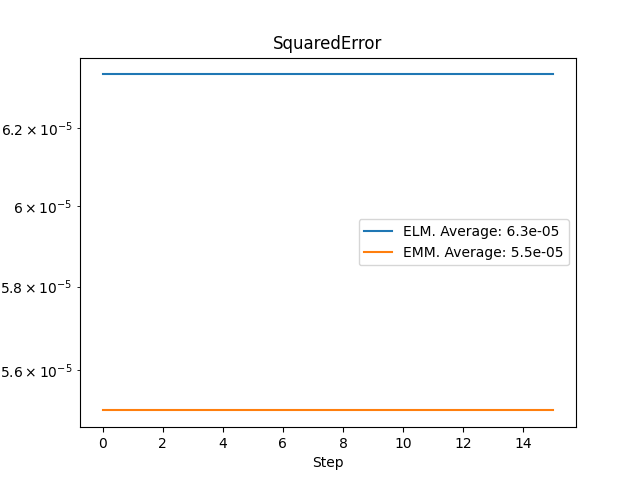 SquaredError
6.2 × 10⁻⁵
6 × 10⁻⁵
5.8 × 10⁻⁵
5.6 × 10⁻⁵
ELM. Average: 6.3e-05
EMM. Average: 5.5e-05
0 2 4 6 8 10 12 14
Step